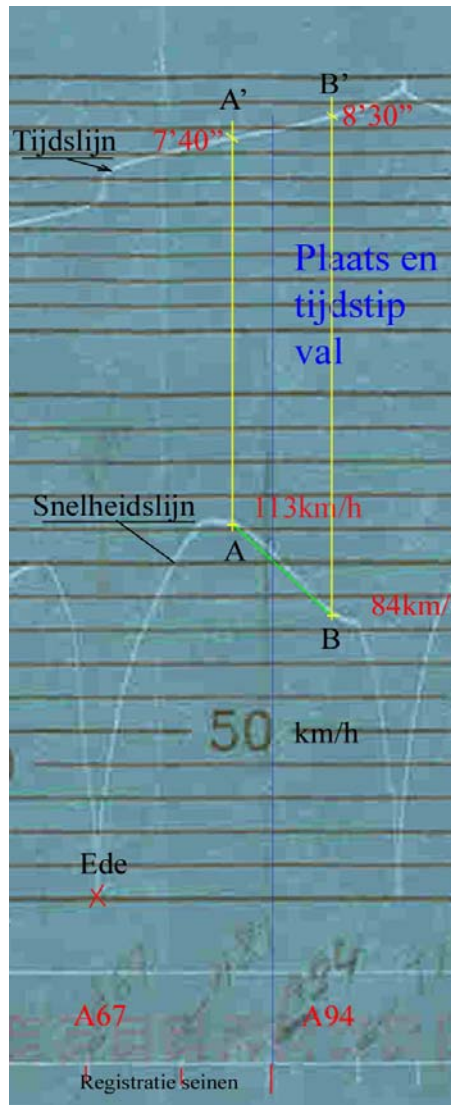 A’ B’
7’40” 8’30”
Tijdslijn
Plaats en
tijdstip
val
Snelheidslijn 113km/h
A
84km/
B
50 km/h
Ede
A94
A67 A94
Registratie seinen